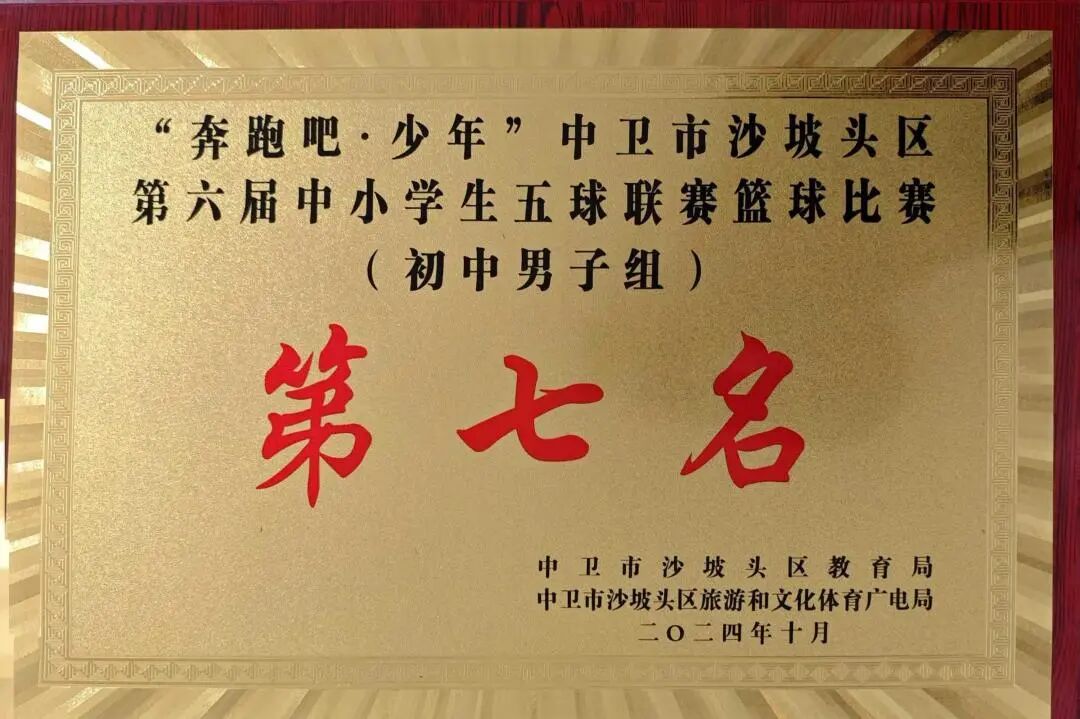 “奔跑吧·少年”中卫市沙坡头区
第六届中小学生五球联赛篮球比赛
（初中男子组）
第七名
中卫市沙坡头区教育局
中卫市沙坡头区旅游和文化体育广电局
二〇二四年十月